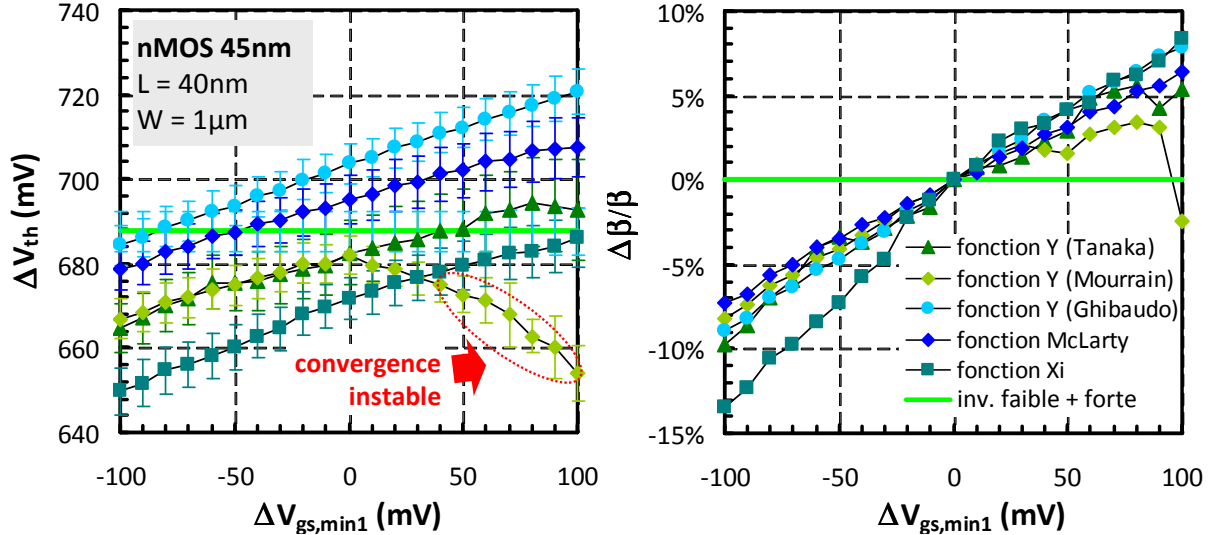 nMOS 45nm
L = 40nm
W = 1µm
convergence
instable
740
720
700
680
660
640
ΔVth (mV)
-100
-50
0
50
100
ΔVgs,min1 (mV)
10%
5%
0%
-5%
-10%
-15%
Δβ/β
fonction Y (Tanaka)
fonction Y (Mourrain)
fonction Y (Ghibaudo)
fonction McLarty
fonction Xi
inv. faible + forte
-100
-50
0
50
100
ΔVgs,min1 (mV)